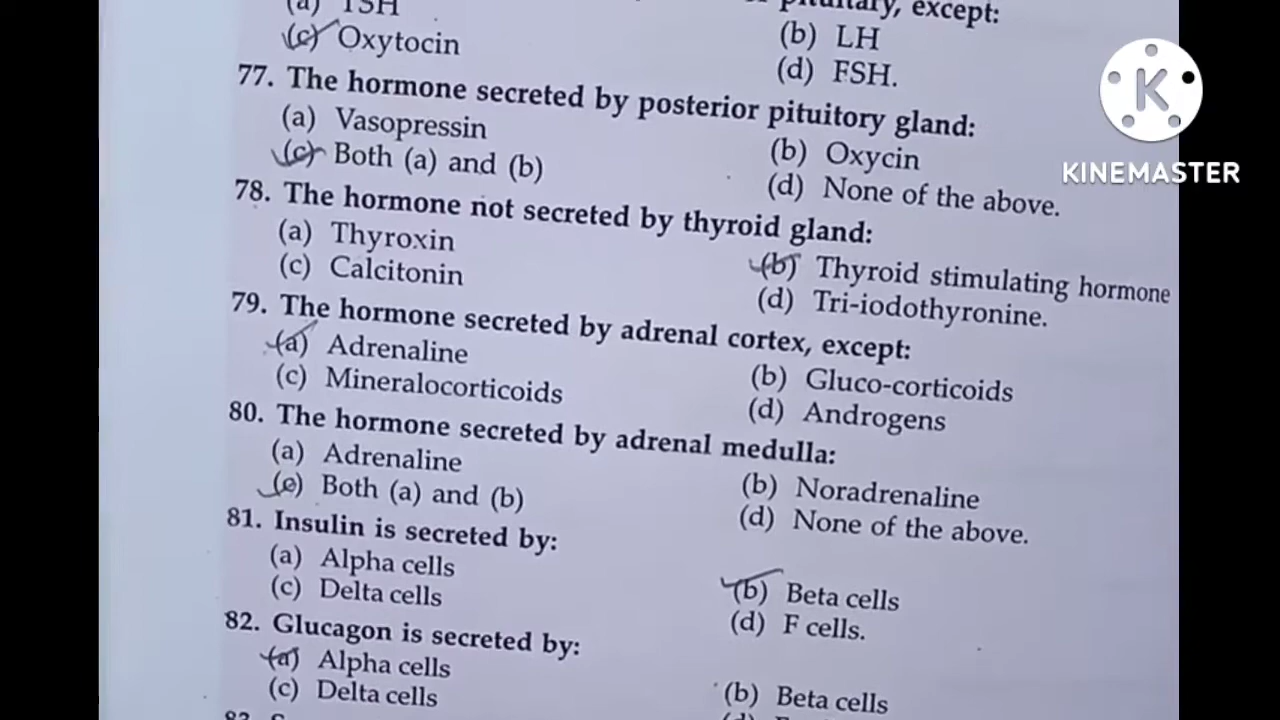 (a) TSH
pituitary, except:
(b) LH
(c) Oxytocin
(d) FSH.
77. The hormone secreted by posterior pituitory gland:
(a) Vasopressin
(b) Oxycin
(c) Both (a) and (b)
(d) None of the above.
78. The hormone not secreted by thyroid gland:
(a) Thyroxin
(b) Thyroid stimulating hormone
(c) Calcitonin
(d) Tri-iodothyronine.
79. The hormone secreted by adrenal cortex, except:
(a) Adrenaline
(b) Gluco-corticoids
(c) Mineralocorticoids
(d) Androgens
80. The hormone secreted by adrenal medulla:
(a) Adrenaline
(b) Noradrenaline
(c) Both (a) and (b)
(d) None of the above.
81. Insulin is secreted by:
(a) Alpha cells
(b) Beta cells
(c) Delta cells
(d) F cells.
82. Glucagon is secreted by:
(a) Alpha cells
(b) Beta cells
(c) Delta cells
K
KINEMASTER